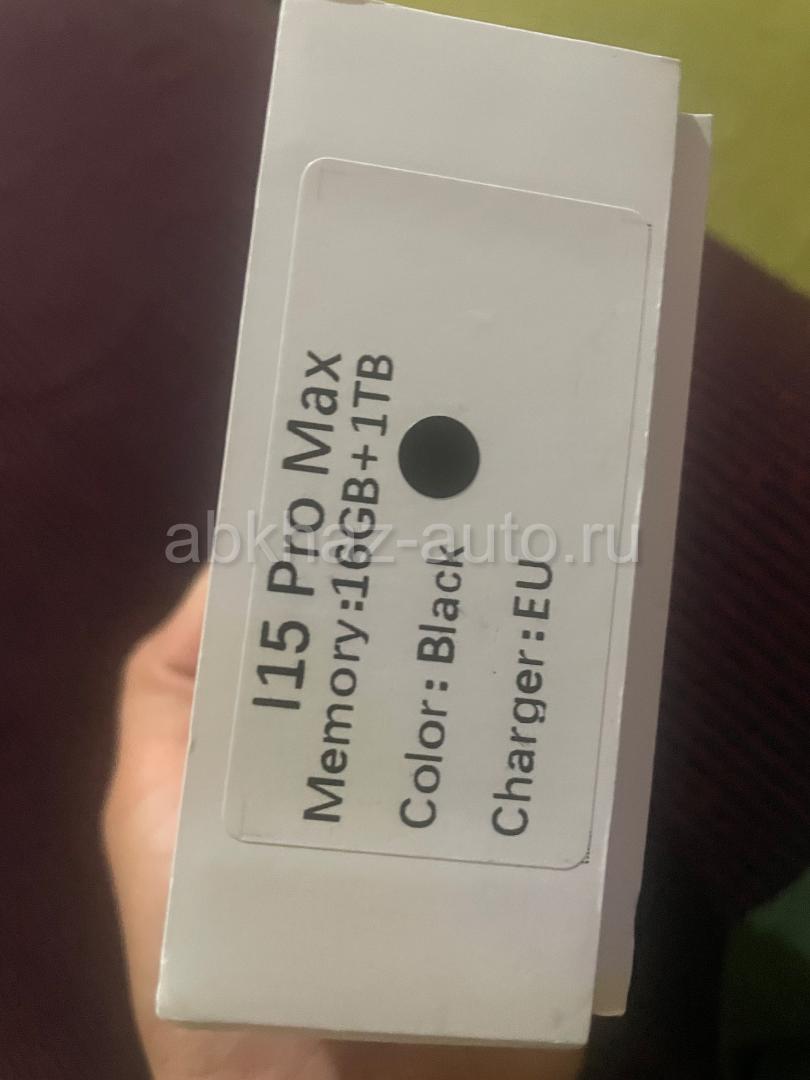 I15 Pro Max
Memory:16GB+1TB
Color: Black
Charger:EU
abkhaz-auto.ru